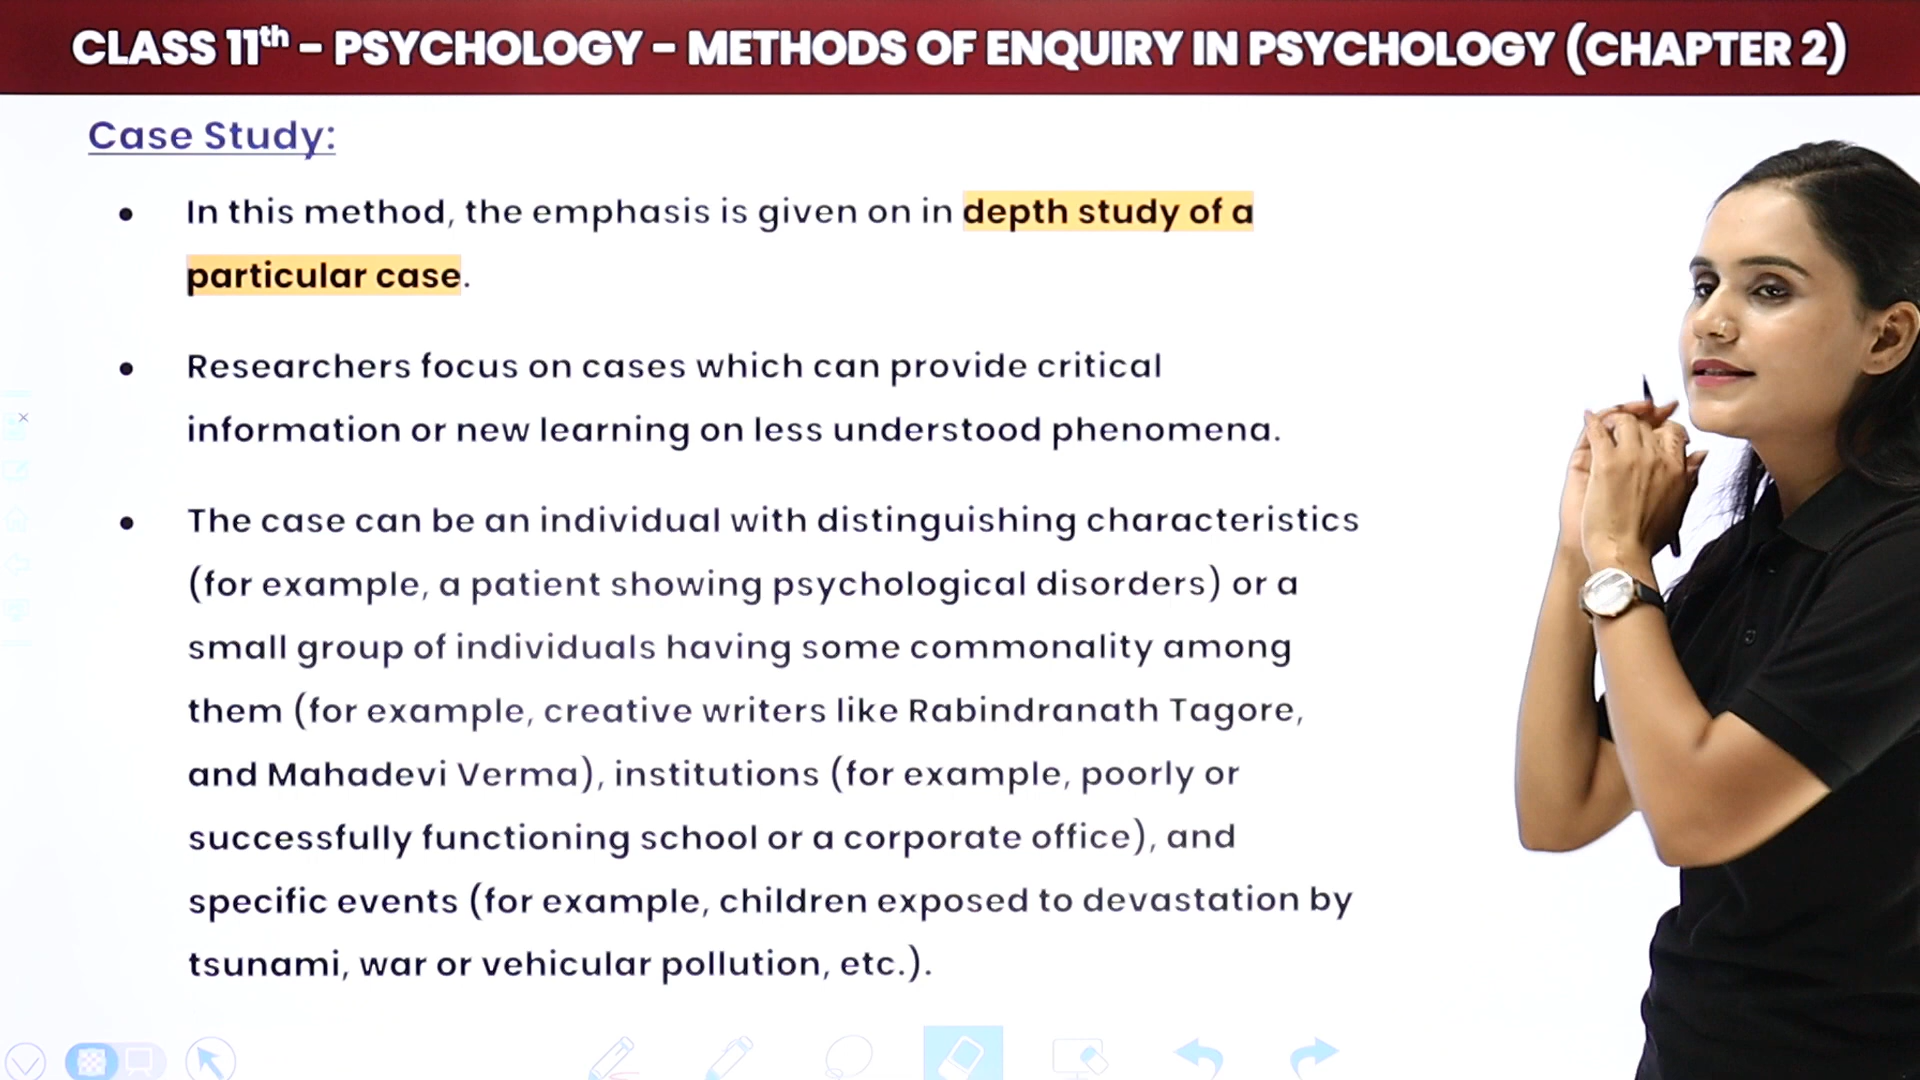 CLASS 11th – PSYCHOLOGY – METHODS OF ENQUIRY IN PSYCHOLOGY (CHAPTER 2)
Case Study:
• In this method, the emphasis is given on in depth study of a
particular case.
• Researchers focus on cases which can provide critical
information or new learning on less understood phenomena.
• The case can be an individual with distinguishing characteristics
(for example, a patient showing psychological disorders) or a
small group of individuals having some commonality among
them (for example, creative writers like Rabindranath Tagore,
and Mahadevi Verma), institutions (for example, poorly or
successfully functioning school or a corporate office), and
specific events (for example, children exposed to devastation by
tsunami, war or vehicular pollution, etc.).